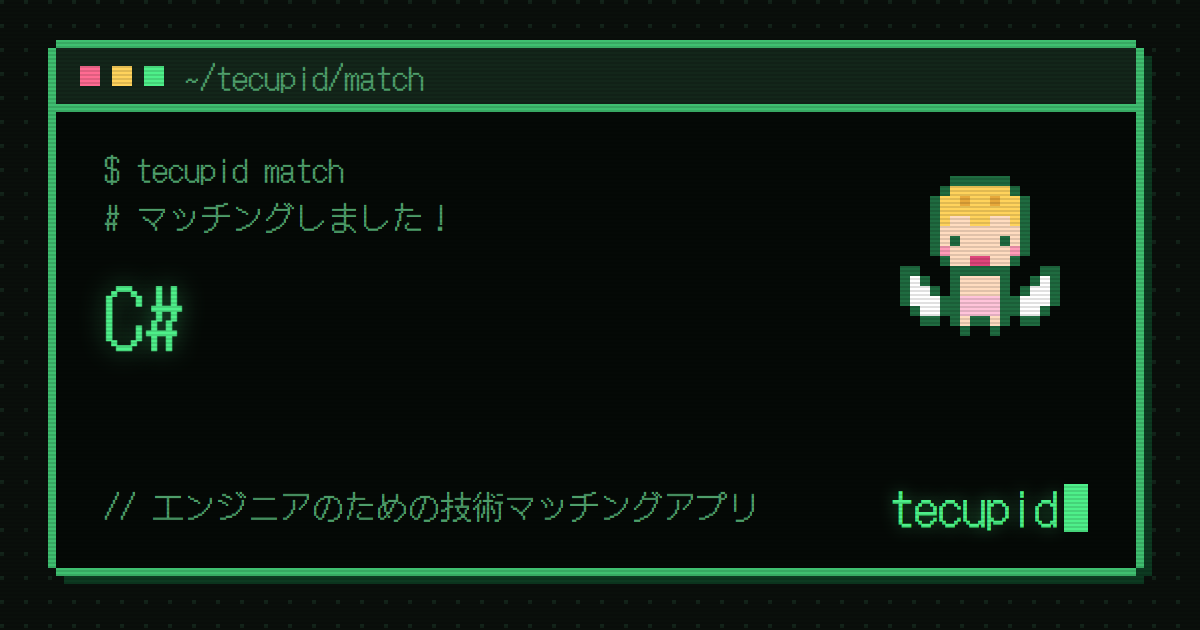 ~/tecupid/match
$ tecupid match
# マッチングしました！
C#
// エンジニアのための技術マッチングアプリ
tecupid